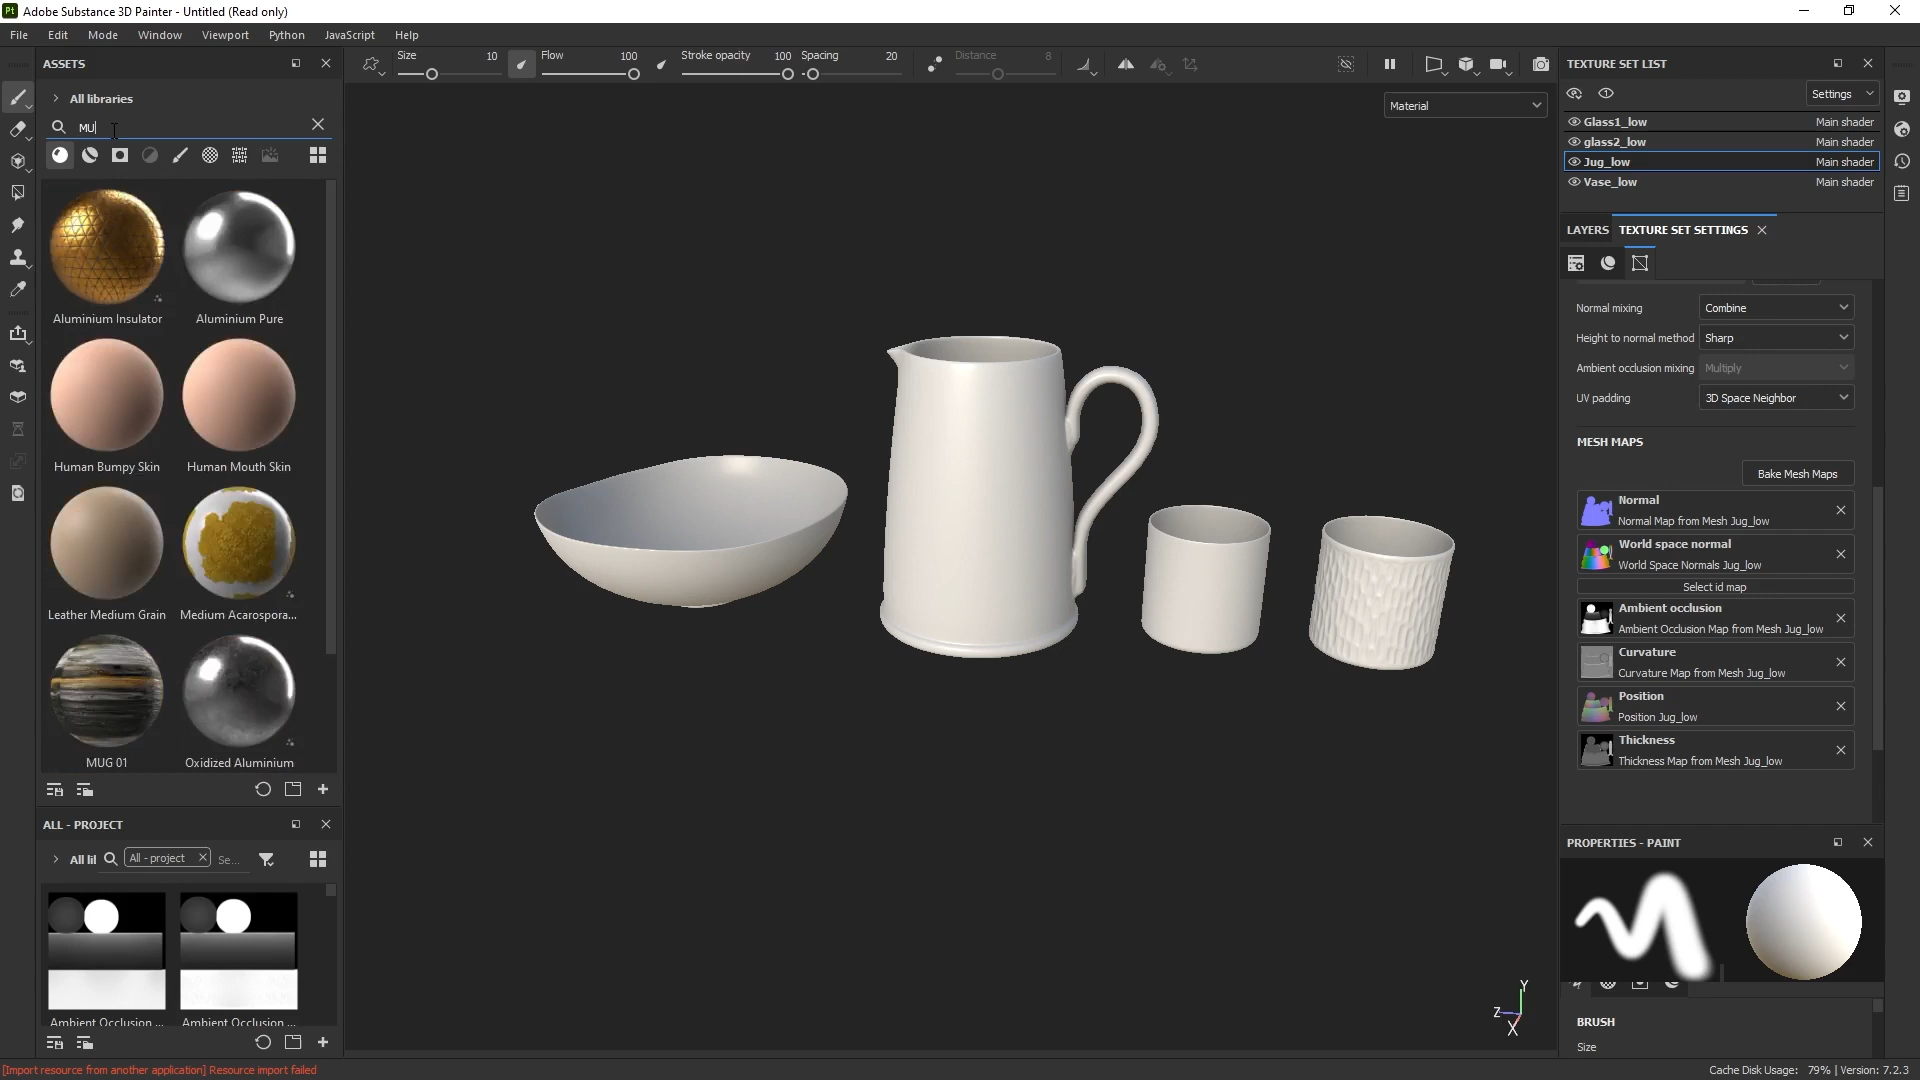 Adobe Substance 3D Painter - Untitled (Read only)
File Edit Mode Window Viewport Python JavaScript Help
ASSETS
All libraries
MU
Aluminium Insulator
Aluminium Pure
Human Bumpy Skin
Human Mouth Skin
Leather Medium Grain
Medium Acarospora...
MUG 01
Oxidized Aluminium
ALL - PROJECT
All lil
All - project
Se...
Ambient Occlusion ...
Ambient Occlusion ...
[Import resource from another application] Resource import failed
Size 10
Flow 100
Stroke opacity 100
Spacing 20
Distance 8
Material
Y
Z
X
TEXTURE SET LIST
Settings
Glass1_low Main shader
glass2_low Main shader
Jug_low Main shader
Vase_low Main shader
LAYERS TEXTURE SET SETTINGS
Normal mixing Combine
Height to normal method Sharp
Ambient occlusion mixing Multiply
UV padding 3D Space Neighbor
MESH MAPS
Bake Mesh Maps
Normal
Normal Map from Mesh Jug_low
World space normal
World Space Normals Jug_low
Select id map
Ambient occlusion
Ambient Occlusion Map from Mesh Jug_low
Curvature
Curvature Map from Mesh Jug_low
Position
Position Jug_low
Thickness
Thickness Map from Mesh Jug_low
PROPERTIES - PAINT
BRUSH
Size
Cache Disk Usage: 79% | Version: 7.2.3